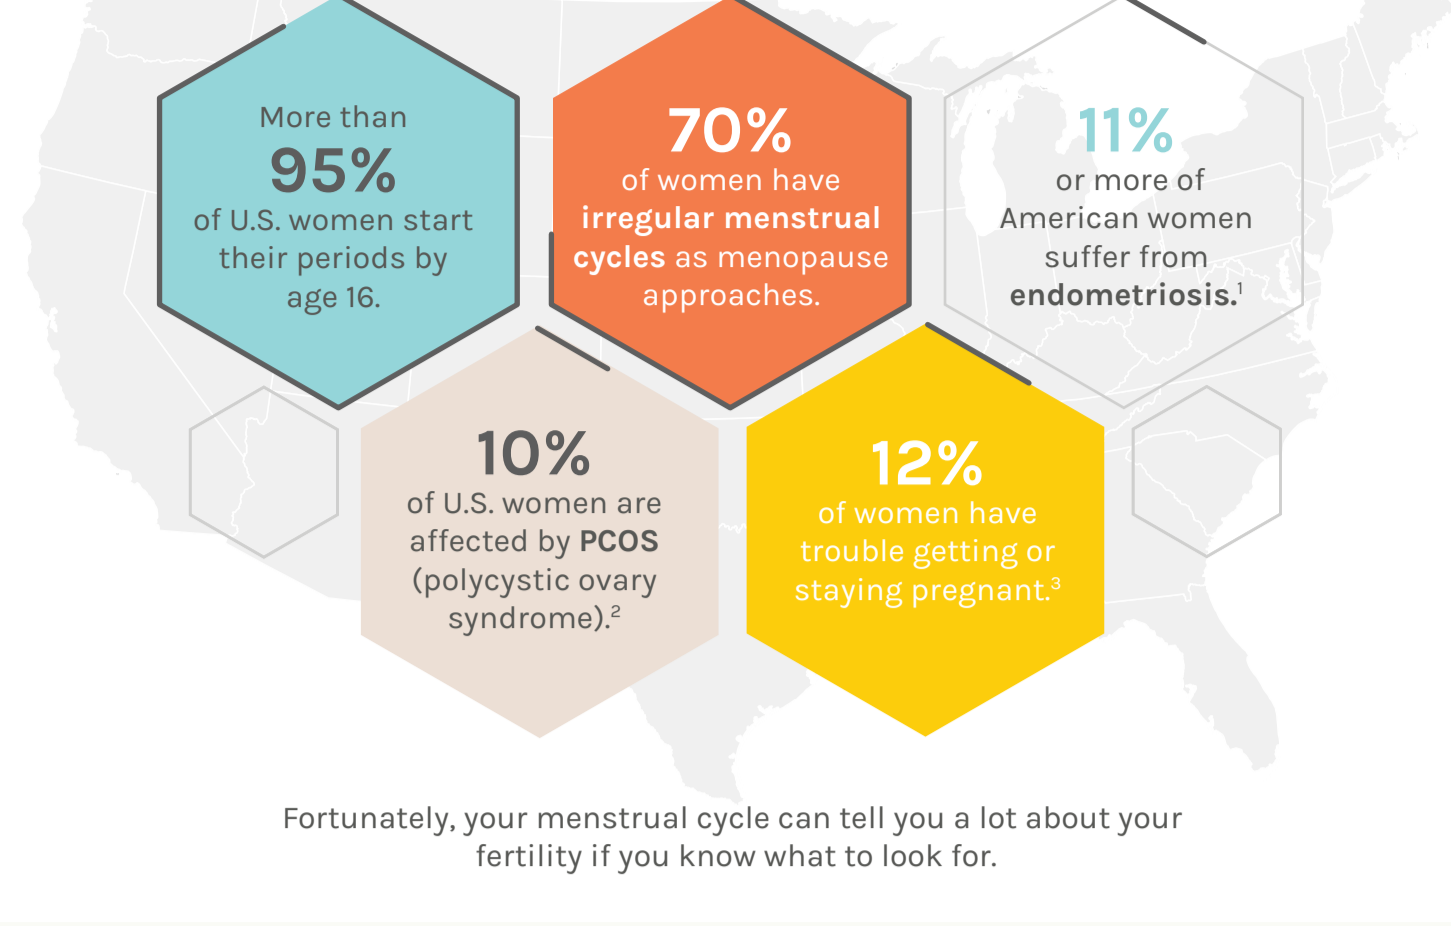 More than
95%
of U.S. women start
their periods by
age 16.
70%
of women have
irregular menstrual
cycles as menopause
approaches.
11%
or more of
American women
suffer from
endometriosis.¹
10%
of U.S. women are
affected by PCOS
(polycystic ovary
syndrome).²
12%
of women have
trouble getting or
staying pregnant.³
Fortunately, your menstrual cycle can tell you a lot about your
fertility if you know what to look for.